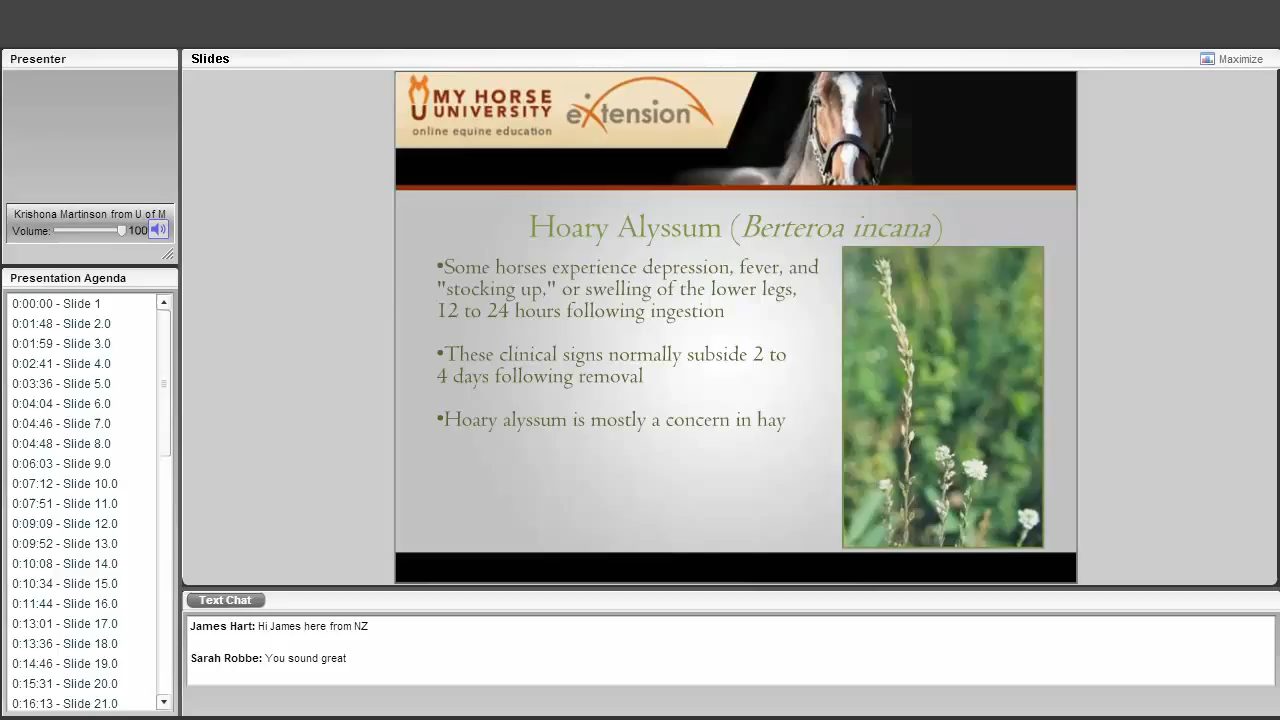 Presenter
Slides
Maximize
MY HORSE
UNIVERSITY
online equine education
eXtension
Krishona Martinson from U of M
Volume:
100
Presentation Agenda
0:00:00 - Slide 1
0:01:48 - Slide 2.0
0:01:59 - Slide 3.0
0:02:41 - Slide 4.0
0:03:36 - Slide 5.0
0:04:04 - Slide 6.0
0:04:46 - Slide 7.0
0:04:48 - Slide 8.0
0:06:03 - Slide 9.0
0:07:12 - Slide 10.0
0:07:51 - Slide 11.0
0:09:09 - Slide 12.0
0:09:52 - Slide 13.0
0:10:08 - Slide 14.0
0:10:34 - Slide 15.0
0:11:44 - Slide 16.0
0:13:01 - Slide 17.0
0:13:36 - Slide 18.0
0:14:46 - Slide 19.0
0:15:31 - Slide 20.0
0:16:13 - Slide 21.0
Hoary Alyssum (Berteroa incana)
•Some horses experience depression, fever, and
"stocking up," or swelling of the lower legs,
12 to 24 hours following ingestion
•These clinical signs normally subside 2 to
4 days following removal
•Hoary alyssum is mostly a concern in hay
Text Chat
James Hart: Hi James here from NZ
Sarah Robbe: You sound great